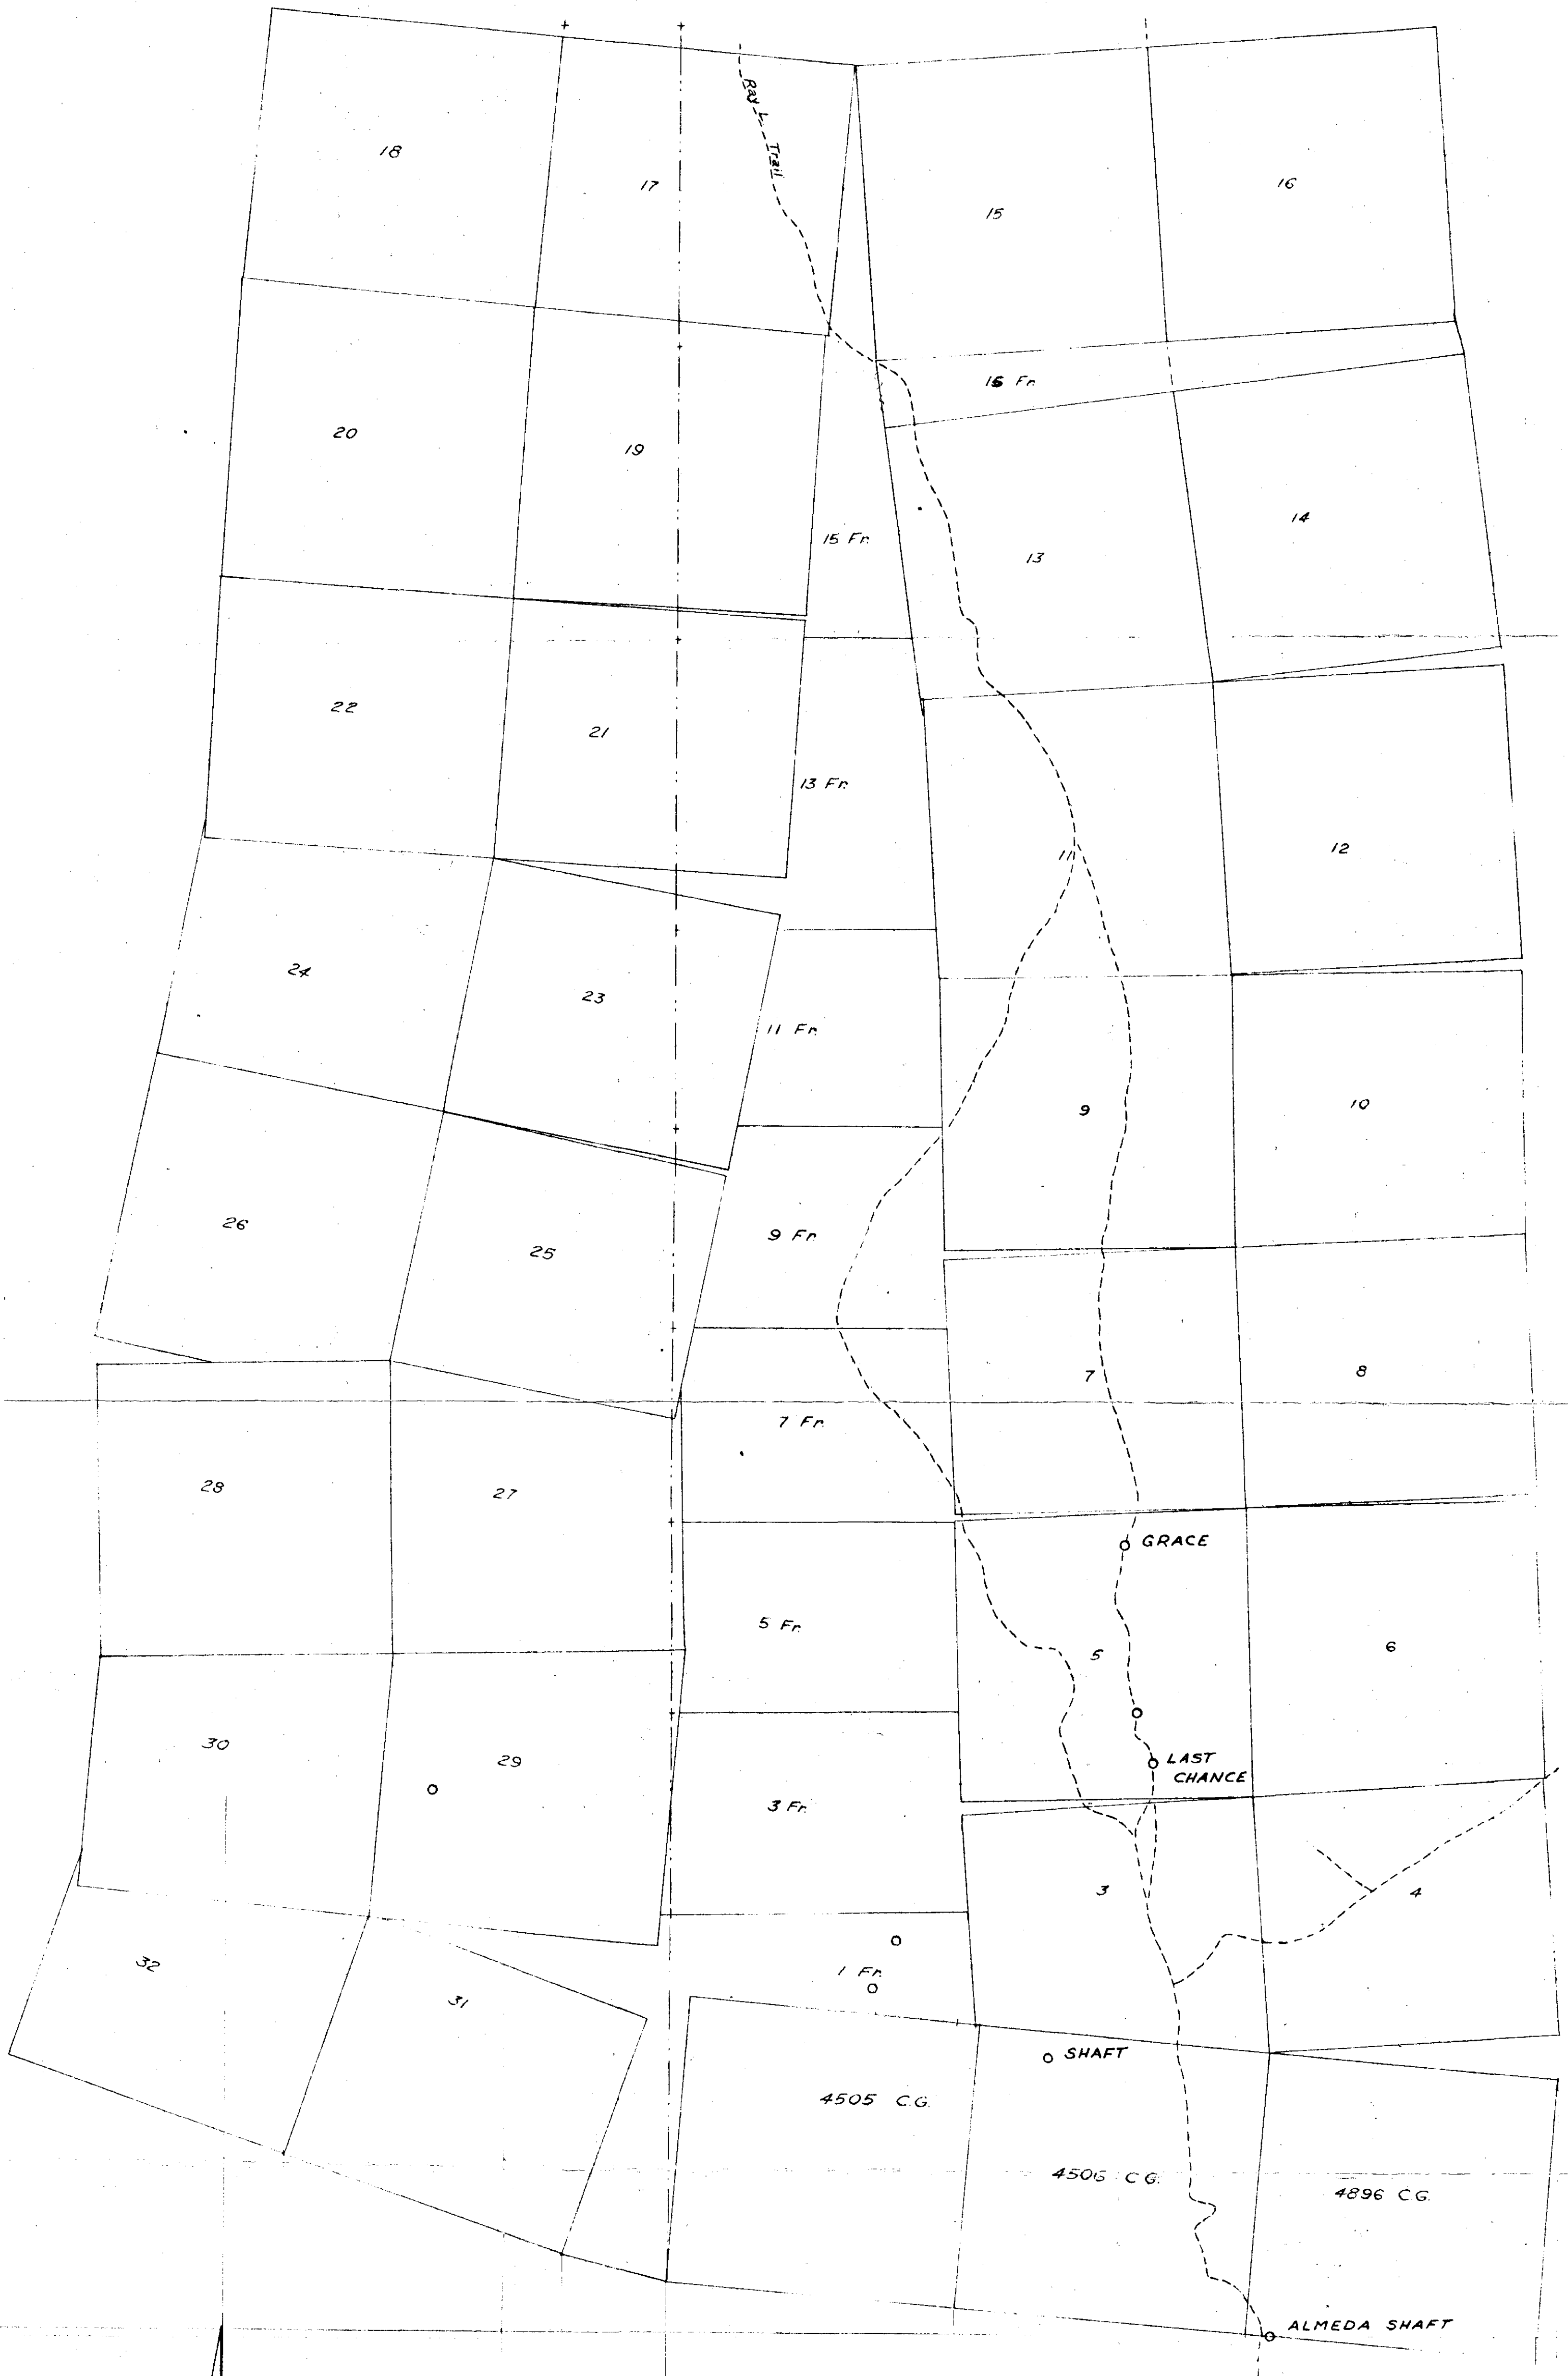 Ray L Trail
18
17
15
16
16 Fr.
20
19
14
15 Fr.
13
22
21
13 Fr.
12
11
24
23
11 Fr.
9
10
26
25
9 Fr.
7
8
7 Fr.
28
27
GRACE
5 Fr.
5
6
30
29
LAST
CHANCE
3 Fr.
3
4
32
1 Fr.
31
SHAFT
4505 C.G.
4506 C.G.
4896 C.G.
ALMEDA SHAFT